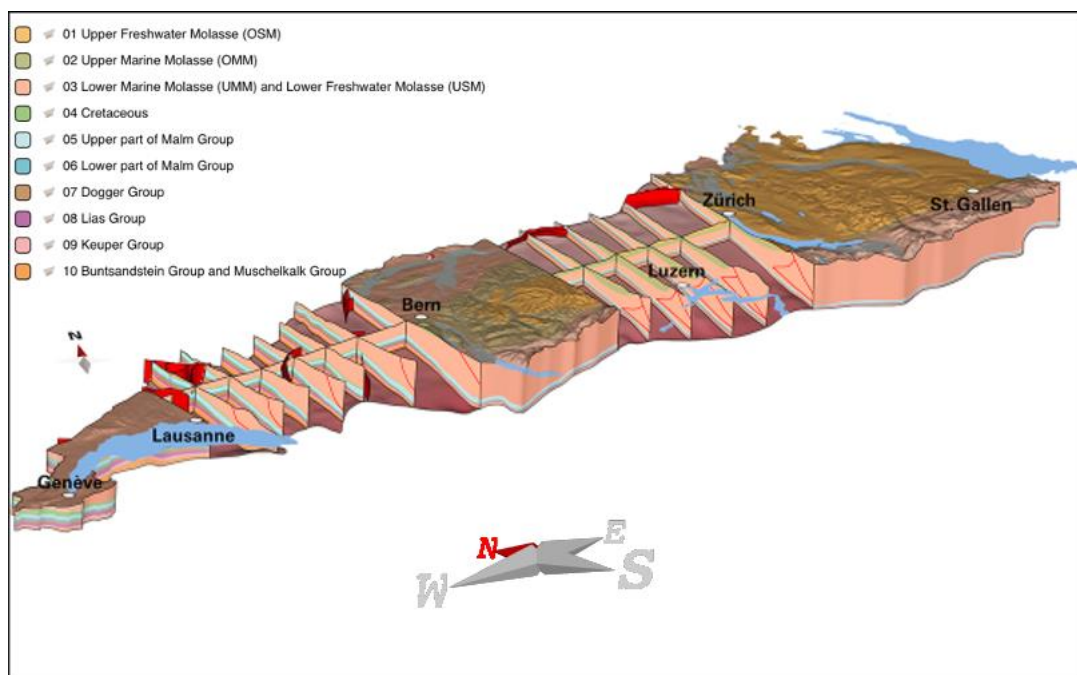 01 Upper Freshwater Molasse (OSM)
02 Upper Marine Molasse (OMM)
03 Lower Marine Molasse (UMM) and Lower Freshwater Molasse (USM)
04 Cretaceous
05 Upper part of Malm Group
06 Lower part of Malm Group
07 Dogger Group
08 Lias Group
09 Keuper Group
10 Buntsandstein Group and Muschelkalk Group
Zürich
St. Gallen
Luzern
Bern
N
Lausanne
Genève
N
E
W
S